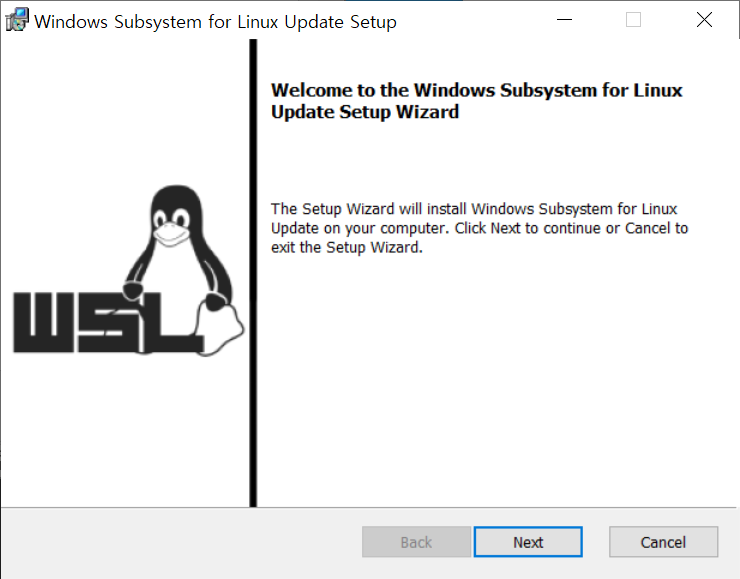 Windows Subsystem for Linux Update Setup
Welcome to the Windows Subsystem for Linux
Update Setup Wizard
The Setup Wizard will install Windows Subsystem for Linux
Update on your computer. Click Next to continue or Cancel to
exit the Setup Wizard.
WSL
Back
Next
Cancel